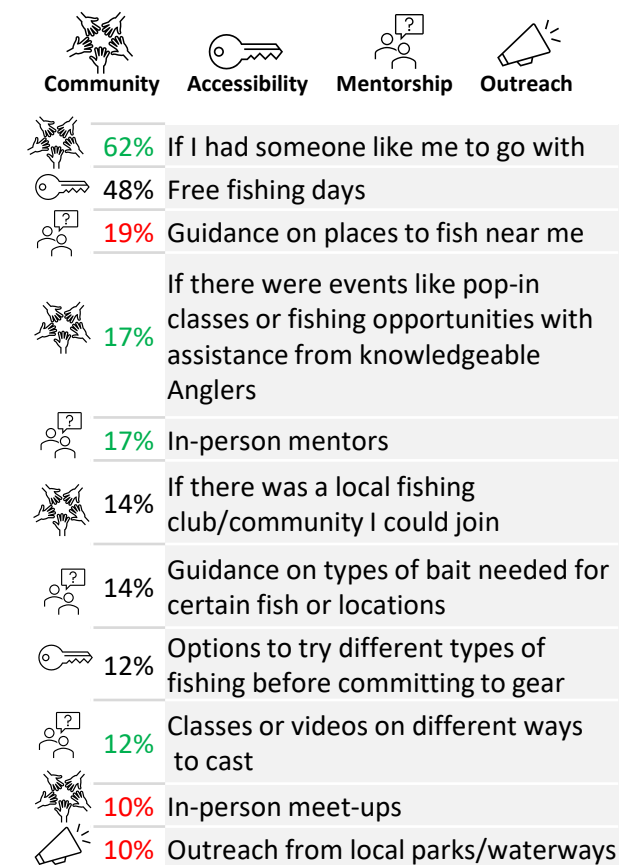 Community Accessibility Mentorship Outreach
62% If I had someone like me to go with
48% Free fishing days
? 19% Guidance on places to fish near me
If there were events like pop-in
classes or fishing opportunities with
17% assistance from knowledgeable
Anglers
? 17% In-person mentors
14% If there was a local fishing
club/community I could join
? 14% Guidance on types of bait needed for
certain fish or locations
12% Options to try different types of
fishing before committing to gear
? 12% Classes or videos on different ways
to cast
10% In-person meet-ups
10% Outreach from local parks/waterways